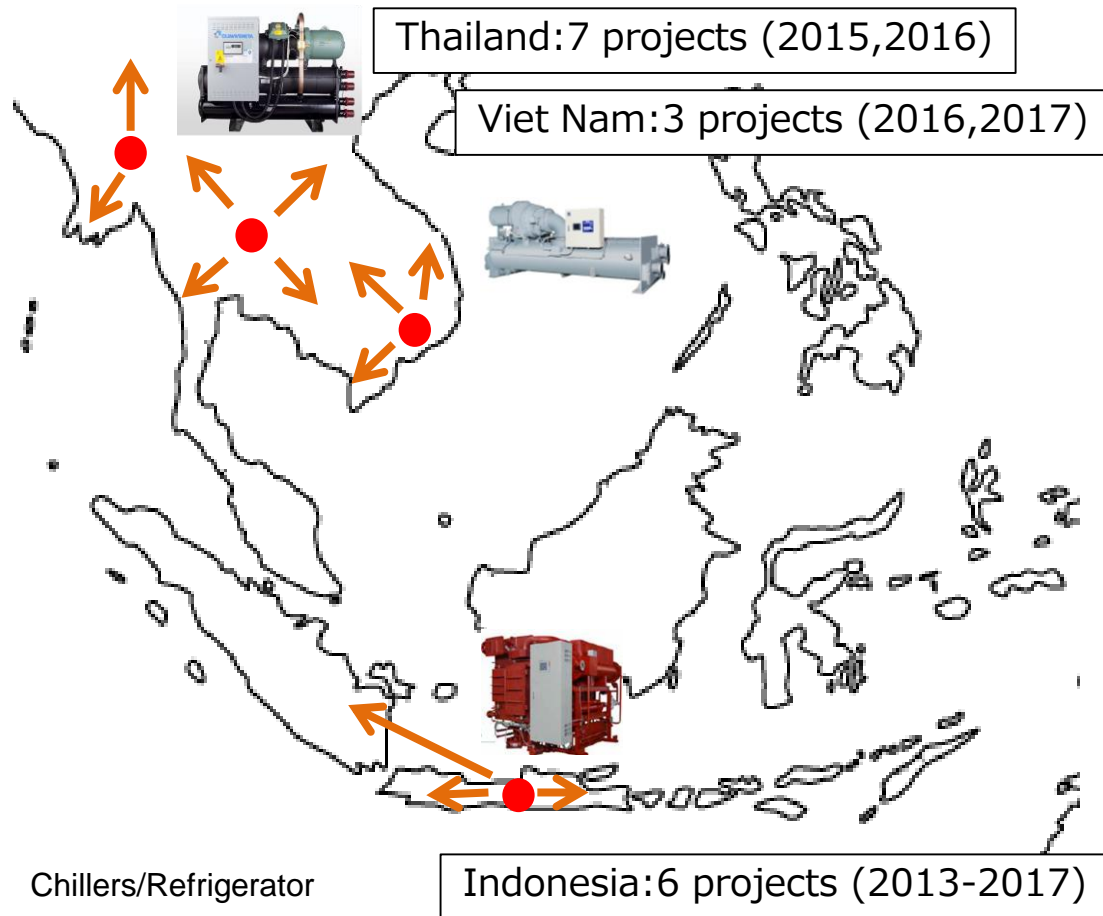 Thailand:7 projects (2015,2016)
Viet Nam:3 projects (2016,2017)
Chillers/Refrigerator
Indonesia:6 projects (2013-2017)